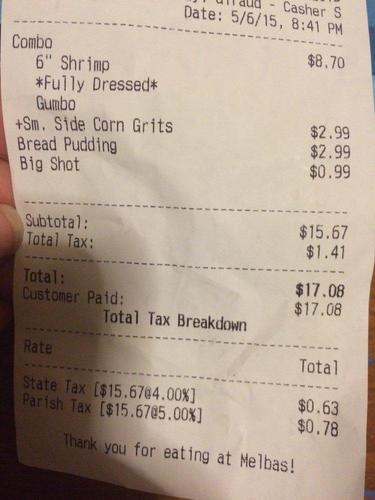 - Casher S
Date: 5/6/15, 8:41 PM
Combo $8.70
6" Shrimp
*Fully Dressed*
Gumbo
+Sm. Side Corn Grits $2.99
Bread Pudding $2.99
Big Shot $0.99
Subtotal: $15.67
Total Tax: $1.41
Total: $17.08
Customer Paid: $17.08
Total Tax Breakdown
Rate Total
State Tax [$15.67@4.00%] $0.63
Parish Tax [$15.67@5.00%] $0.78
Thank you for eating at Melbas!